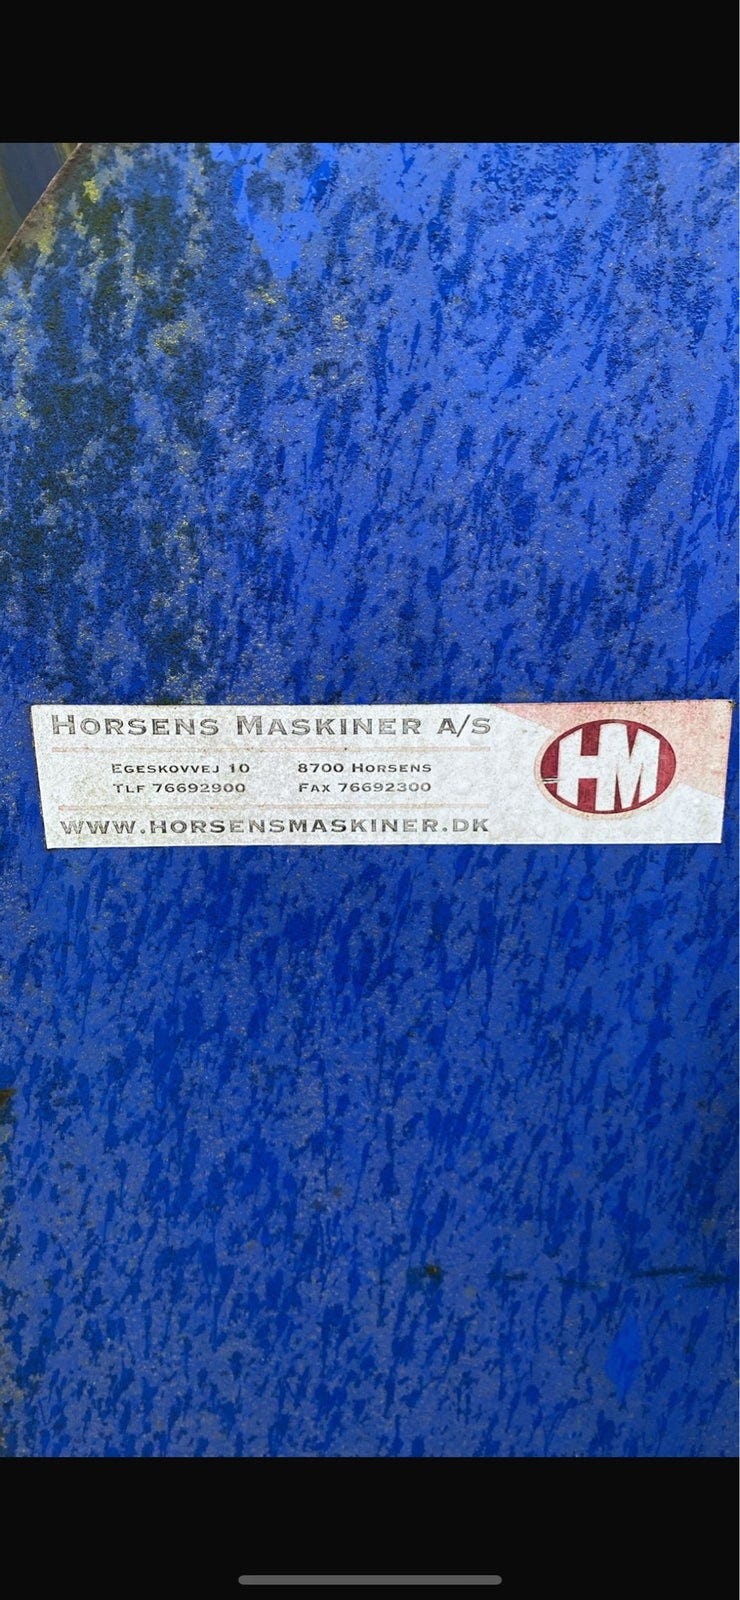 HORSENS MASKINER A/S
EGESKOVVEJ 10 8700 HORSENS
TLF 76692900 FAX 76692300
WWW.HORSENSMASKINER.DK
HM